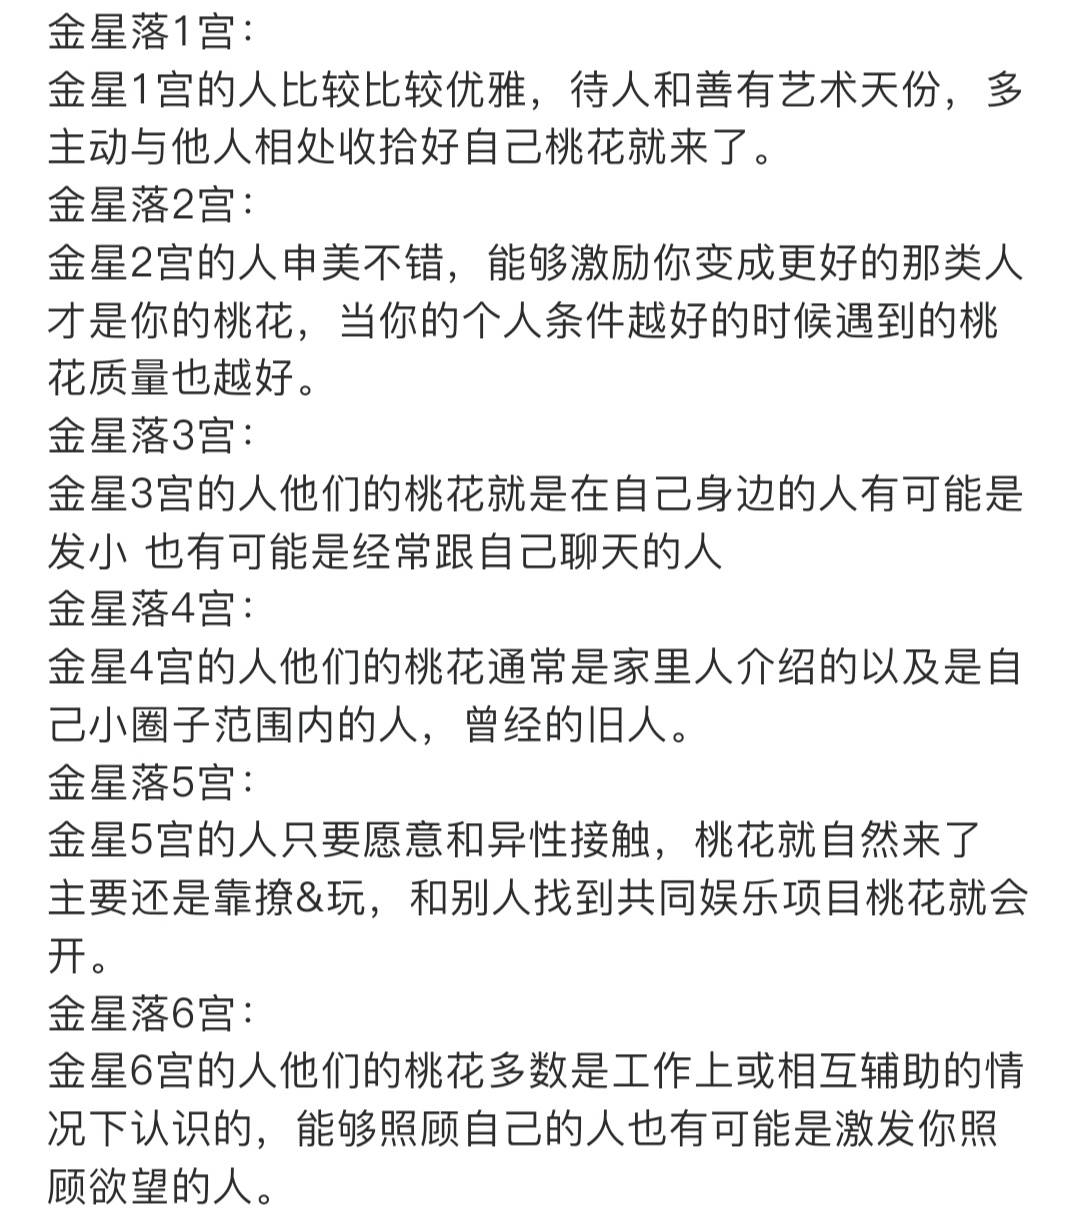 金星落1宫：
金星1宫的人比较比较优雅，待人和善有艺术天份，多
主动与他人相处收拾好自己桃花就来了。
金星落2宫：
金星2宫的人申美不错，能够激励你变成更好的那类人
才是你的桃花，当你的个人条件越好的时候遇到的桃
花质量也越好。
金星落3宫：
金星3宫的人他们的桃花就是在自己身边的人有可能是
发小 也有可能是经常跟自己聊天的人
金星落4宫：
金星4宫的人他们的桃花通常是家里人介绍的以及是自
己小圈子范围内的人，曾经的旧人。
金星落5宫：
金星5宫的人只要愿意和异性接触，桃花就自然来了
主要还是靠撩&玩，和别人找到共同娱乐项目桃花就会
开。
金星落6宫：
金星6宫的人他们的桃花多数是工作上或相互辅助的情
况下认识的，能够照顾自己的人也有可能是激发你照
顾欲望的人。